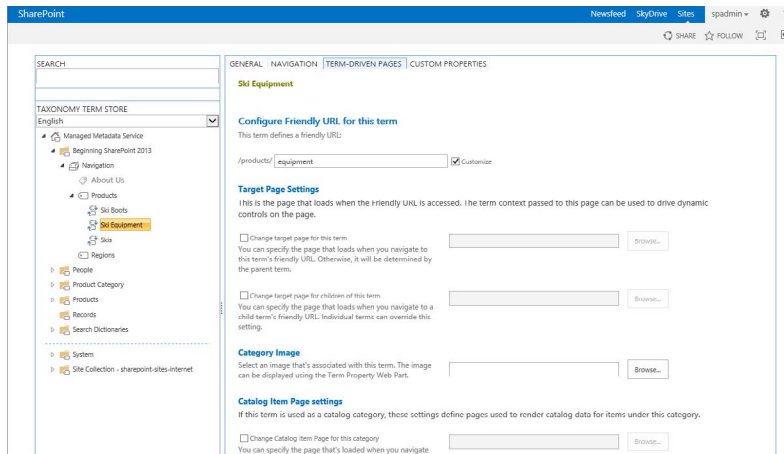 SharePoint
Newsfeed SkyDrive Sites spadmin
SHARE FOLLOW
SEARCH
TAXONOMY TERM STORE
English
Managed Metadata Service
Beginning SharePoint 2013
Navigation
About Us
Products
Ski Boots
Ski Equipment
Skis
Regions
People
Product Category
Products
Records
Search Dictionaries
System
Site Collection - sharepoint-sites-internet
GENERAL NAVIGATION TERM-DRIVEN PAGES CUSTOM PROPERTIES
Ski Equipment
Configure Friendly URL for this term
This term defines a friendly URL:
/products/ equipment Customize
Target Page Settings
This is the page that loads when the Friendly URL is accessed. The term context passed to this page can be used to drive dynamic
controls on the page.
Change target page for this term
Browse...
You can specify the page that loads when you navigate to
this term's friendly URL. Otherwise, it will be determined by
the parent term.
Change target page for children of this term
Browse...
You can specify the page that loads when you navigate to a
child term's friendly URL. Individual terms can override this
setting.
Category Image
Select an image that's associated with this term. The image
can be displayed using the Term Property Web Part.
Browse...
Catalog Item Page settings
If this term is used as a catalog category, these settings define pages used to render catalog data for items under this category.
Change Catalog Item Page for this category
Browse...
You can specify the page that's loaded when you navigate